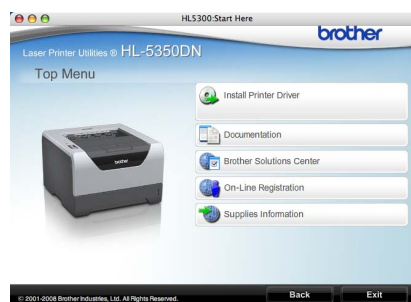 HL5300:Start Here
brother
Laser Printer Utilities ® HL-5350DN
Top Menu
Install Printer Driver
Documentation
Brother Solutions Center
On-Line Registration
Supplies Information
brother
© 2001-2008 Brother Industries, Ltd. All Rights Reserved.
Back
Exit